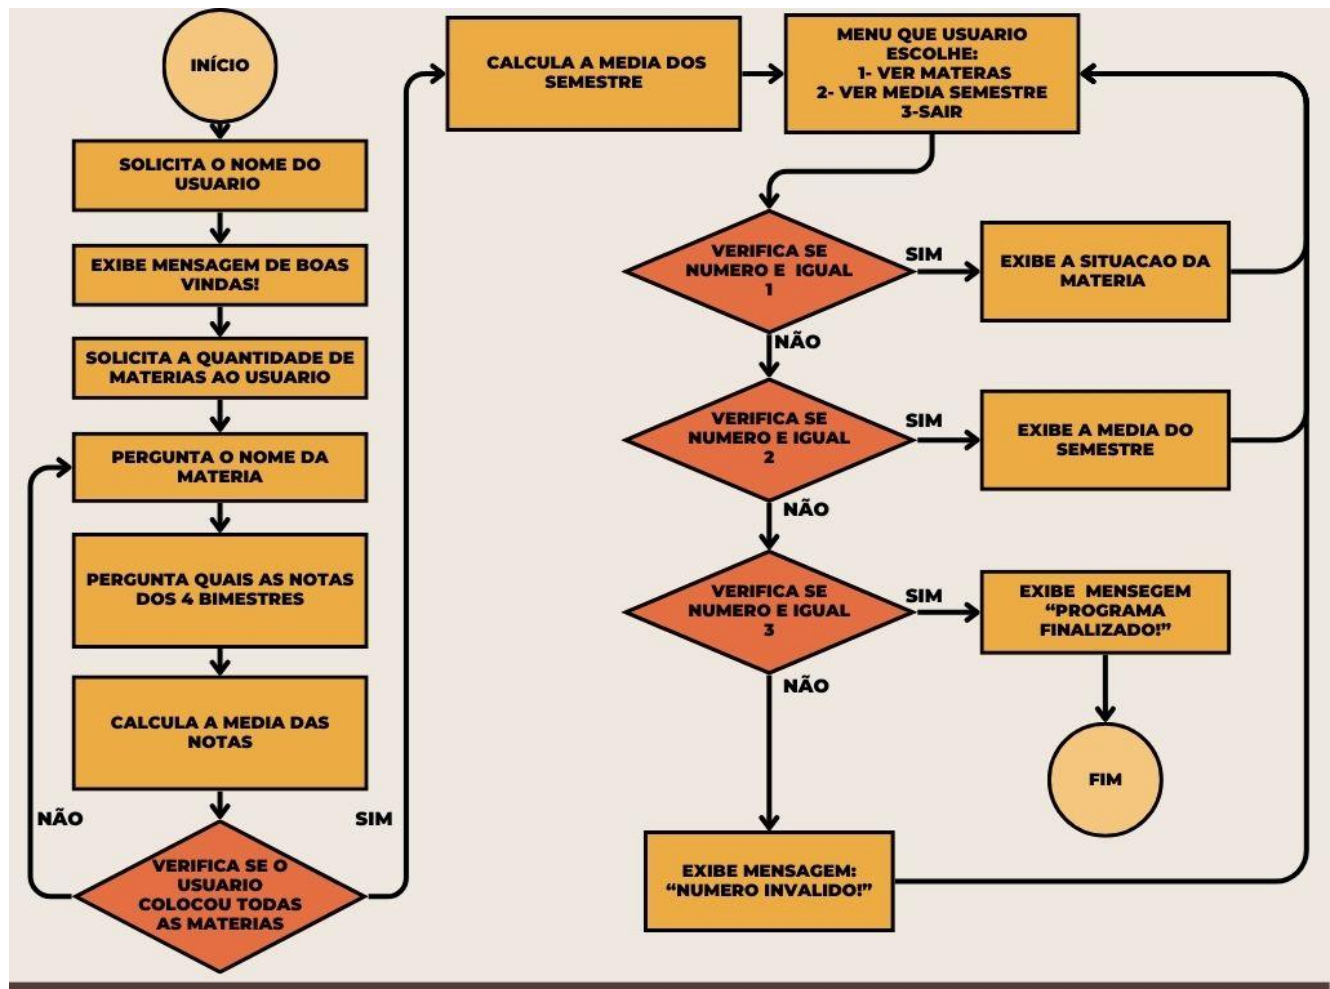 INÍCIO
SOLICITA O NOME DO
USUARIO
EXIBE MENSAGEM DE BOAS
VINDAS!
SOLICITA A QUANTIDADE DE
MATERIAS AO USUARIO
PERGUNTA O NOME DA
MATERIA
PERGUNTA QUAIS AS NOTAS
DOS 4 BIMESTRES
CALCULA A MEDIA DAS
NOTAS
NÃO
SIM
VERIFICA SE O
USUARIO
COLOCOU TODAS
AS MATERIAS
CALCULA A MEDIA DOS
SEMESTRE
MENU QUE USUARIO
ESCOLHE:
1- VER MATERAS
2- VER MEDIA SEMESTRE
3-SAIR
VERIFICA SE
NUMERO E IGUAL
1
SIM
EXIBE A SITUACAO DA
MATERIA
NÃO
VERIFICA SE
NUMERO E IGUAL
2
SIM
EXIBE A MEDIA DO
SEMESTRE
NÃO
VERIFICA SE
NUMERO E IGUAL
3
SIM
EXIBE MENSEGEM
“PROGRAMA
FINALIZADO!”
NÃO
FIM
EXIBE MENSAGEM:
“NUMERO INVALIDO!”